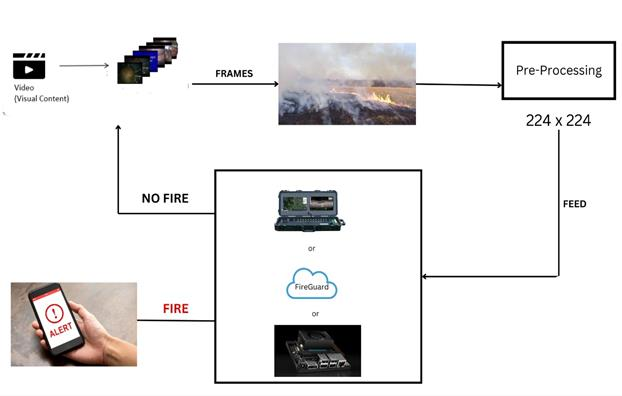 Video
(Visual Content)
FRAMES
Pre-Processing
224 x 224
FEED
NO FIRE
or
FireGuard
or
FIRE
ALERT